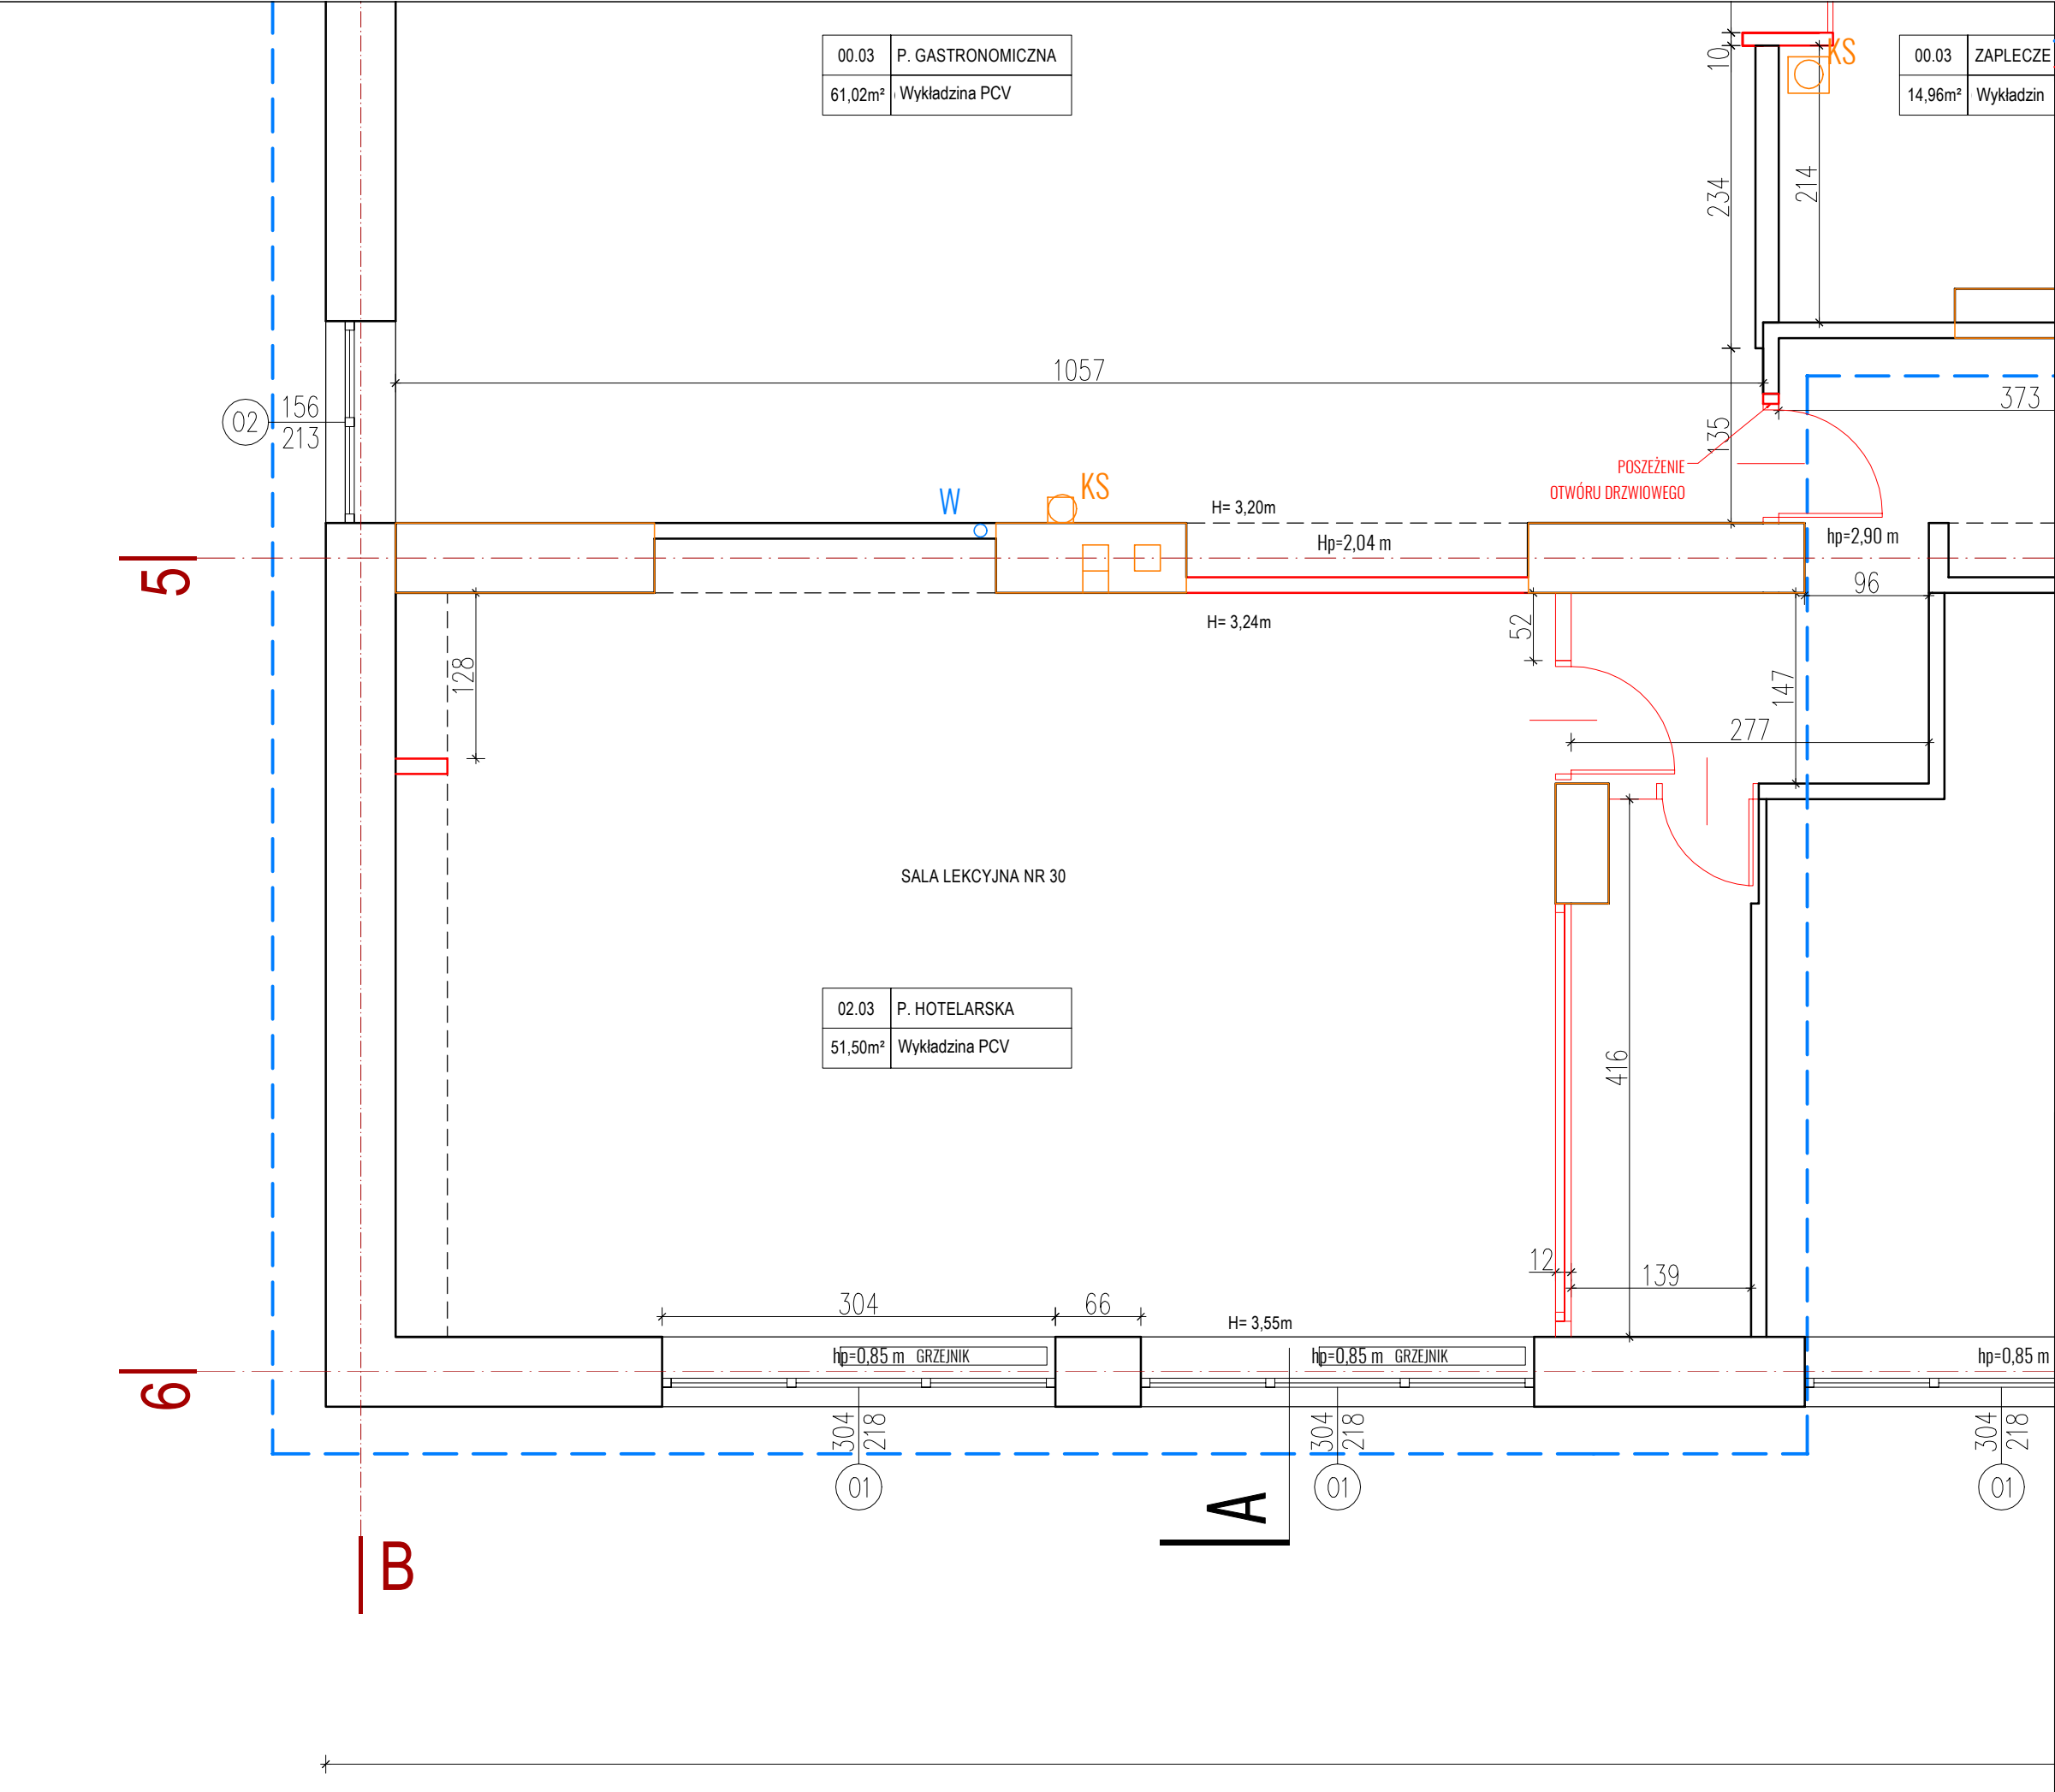 00.03 P. GASTRONOMICZNA
61,02m² Wykładzina PCV
KS
00.03 ZAPLECZE
14,96m² Wykładzin
10
234
214
1057
373
02
156
213
135
POSZEŻENIE
OTWÓRU DRZWIOWEGO
W
KS
H= 3,20m
Hp=2,04 m
hp=2,90 m
5
96
H= 3,24m
52
128
147
277
SALA LEKCYJNA NR 30
02.03 P. HOTELARSKA
51,50m² Wykładzina PCV
416
12
139
304
66
H= 3,55m
hp=0,85 m GRZEJNIK
hp=0,85 m GRZEJNIK
hp=0,85 m
6
304
218
304
218
304
218
01
01
01
A
B